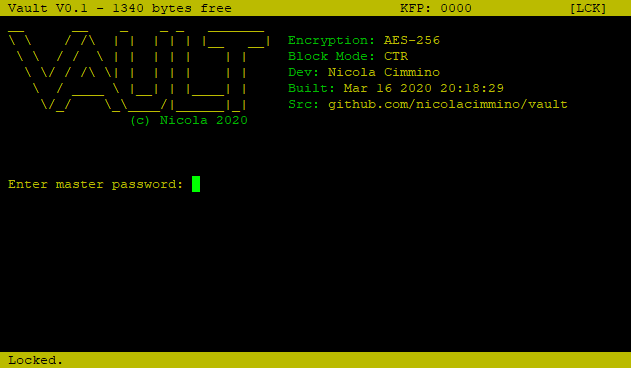 Vault V0.1 - 1340 bytes free KFP: 0000 [LCK]
VAULT
Encryption: AES-256
Block Mode: CTR
Dev: Nicola Cimmino
Built: Mar 16 2020 20:18:29
Src: github.com/nicolacimmino/vault
(c) Nicola 2020
Enter master password:
Locked.